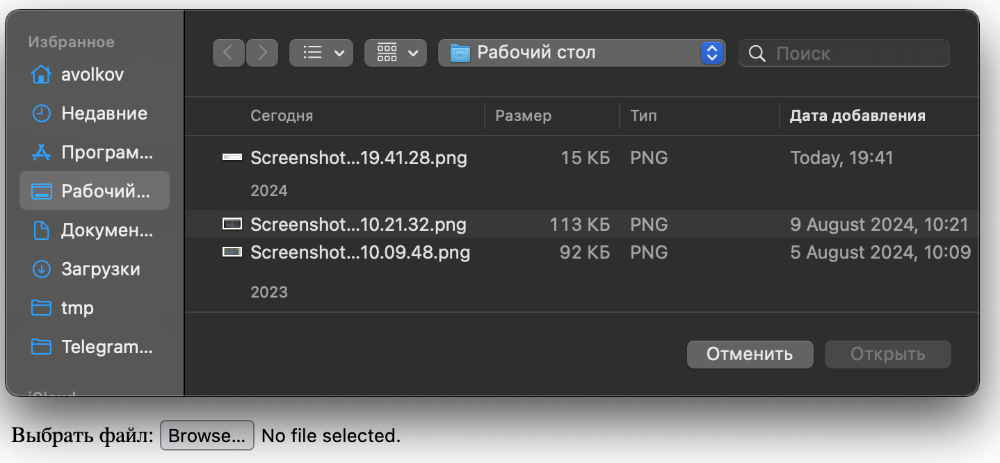 Избранное
avolkov
Недавние
Програм...
Рабочий...
Докумен...
Загрузки
tmp
Telegram...
iCloud
Рабочий стол
Поиск
Сегодня Размер Тип Дата добавления
Screenshot...19.41.28.png 15 КБ PNG Today, 19:41
2024
Screenshot...10.21.32.png 113 КБ PNG 9 August 2024, 10:21
Screenshot...10.09.48.png 92 КБ PNG 5 August 2024, 10:09
2023
Отменить Открыть
Выбрать файл: Browse... No file selected.